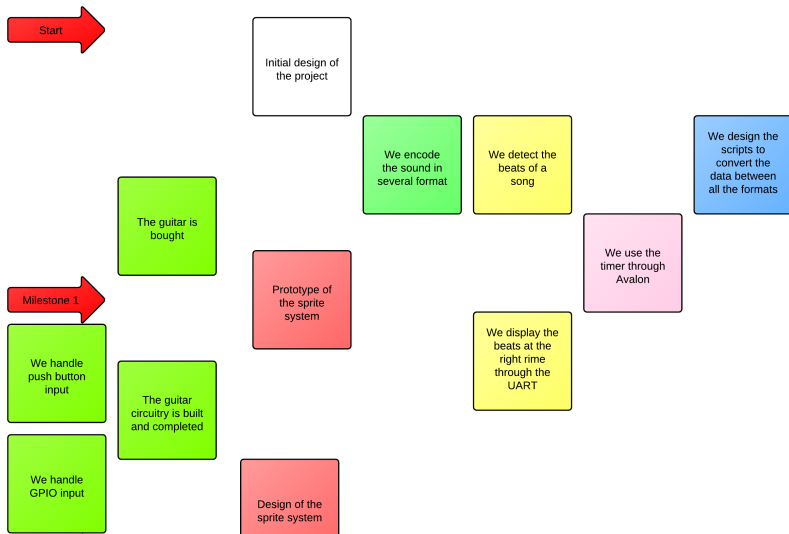 Start
Initial design of
the project
We encode
the sound in
several format
We detect the
beats of a
song
We design the
scripts to
convert the
data between
all the formats
The guitar is
bought
We use the
timer through
Avalon
Milestone 1
Prototype of
the sprite
system
We display the
beats at the
right rime
through the
UART
We handle
push button
input
The guitar
circuitry is built
and completed
We handle
GPIO input
Design of the
sprite system